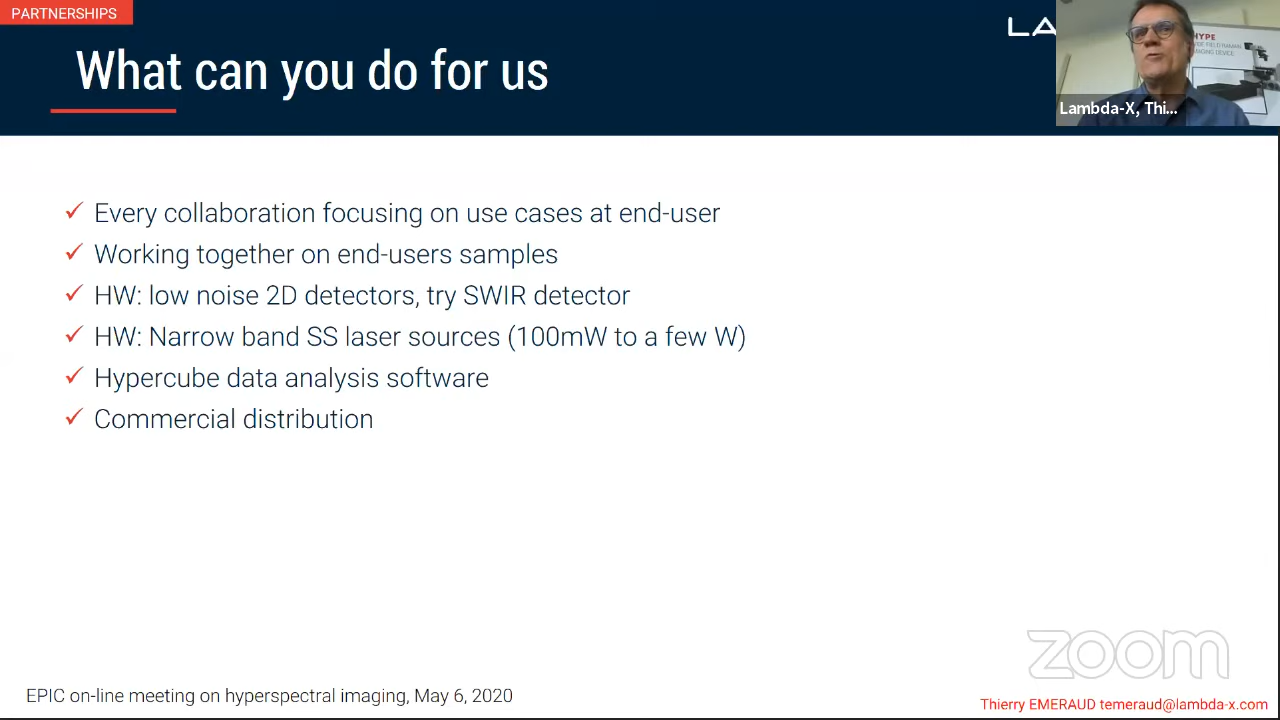 PARTNERSHIPS
What can you do for us
LA
HYPE
Lambda-X, Thi...
✓ Every collaboration focusing on use cases at end-user
✓ Working together on end-users samples
✓ HW: low noise 2D detectors, try SWIR detector
✓ HW: Narrow band SS laser sources (100mW to a few W)
✓ Hypercube data analysis software
✓ Commercial distribution
zoom
EPIC on-line meeting on hyperspectral imaging, May 6, 2020
Thierry EMERAUD temeraud@lambda-x.com